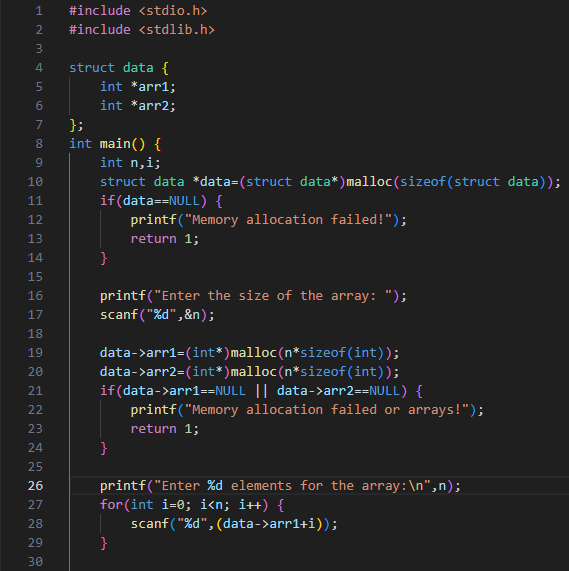 1 #include <stdio.h>
2 #include <stdlib.h>
3
4 struct data {
5     int *arr1;
6     int *arr2;
7 };
8 int main() {
9     int n,i;
10     struct data *data=(struct data*)malloc(sizeof(struct data));
11     if(data==NULL) {
12         printf("Memory allocation failed!");
13         return 1;
14     }
15
16     printf("Enter the size of the array: ");
17     scanf("%d",&n);
18
19     data->arr1=(int*)malloc(n*sizeof(int));
20     data->arr2=(int*)malloc(n*sizeof(int));
21     if(data->arr1==NULL || data->arr2==NULL) {
22         printf("Memory allocation failed or arrays!");
23         return 1;
24     }
25
26     printf("Enter %d elements for the array:\n",n);
27     for(int i=0; i<n; i++) {
28         scanf("%d",(data->arr1+i));
29     }
30